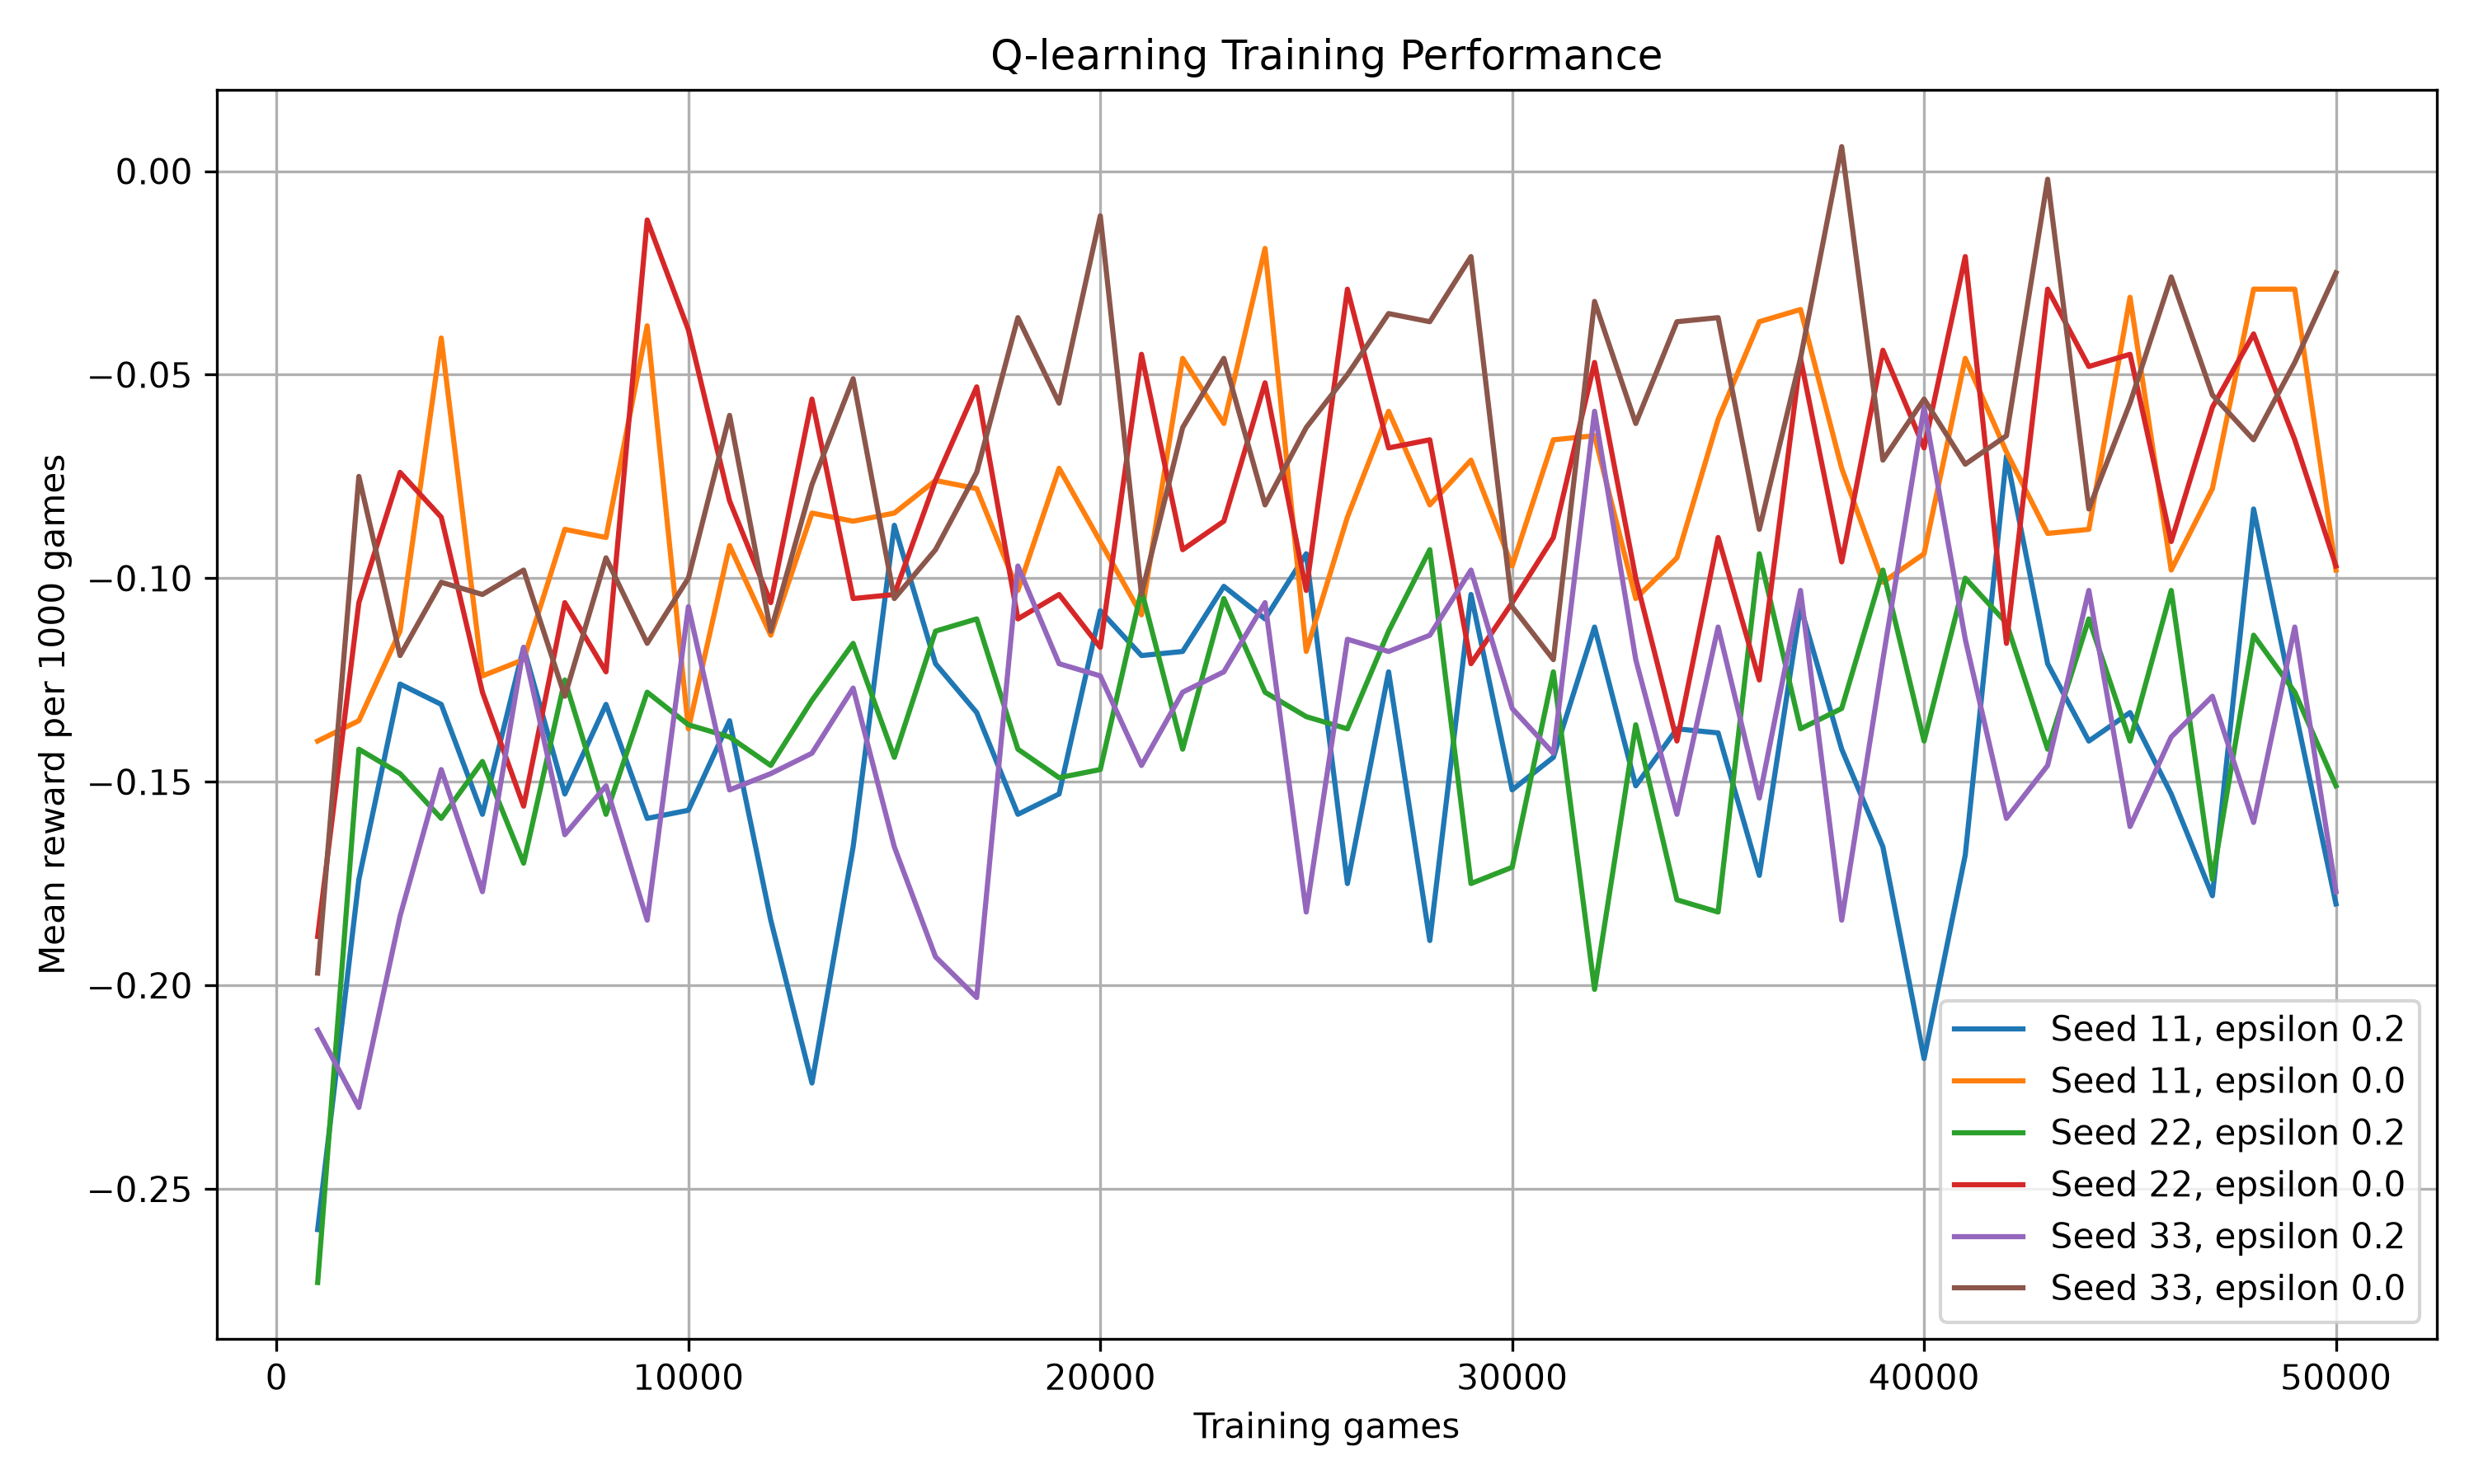 Q-learning Training Performance
Mean reward per 1000 games
0.00
−0.05
−0.10
−0.15
−0.20
−0.25
0
10000
20000
30000
40000
50000
Training games
Seed 11, epsilon 0.2
Seed 11, epsilon 0.0
Seed 22, epsilon 0.2
Seed 22, epsilon 0.0
Seed 33, epsilon 0.2
Seed 33, epsilon 0.0